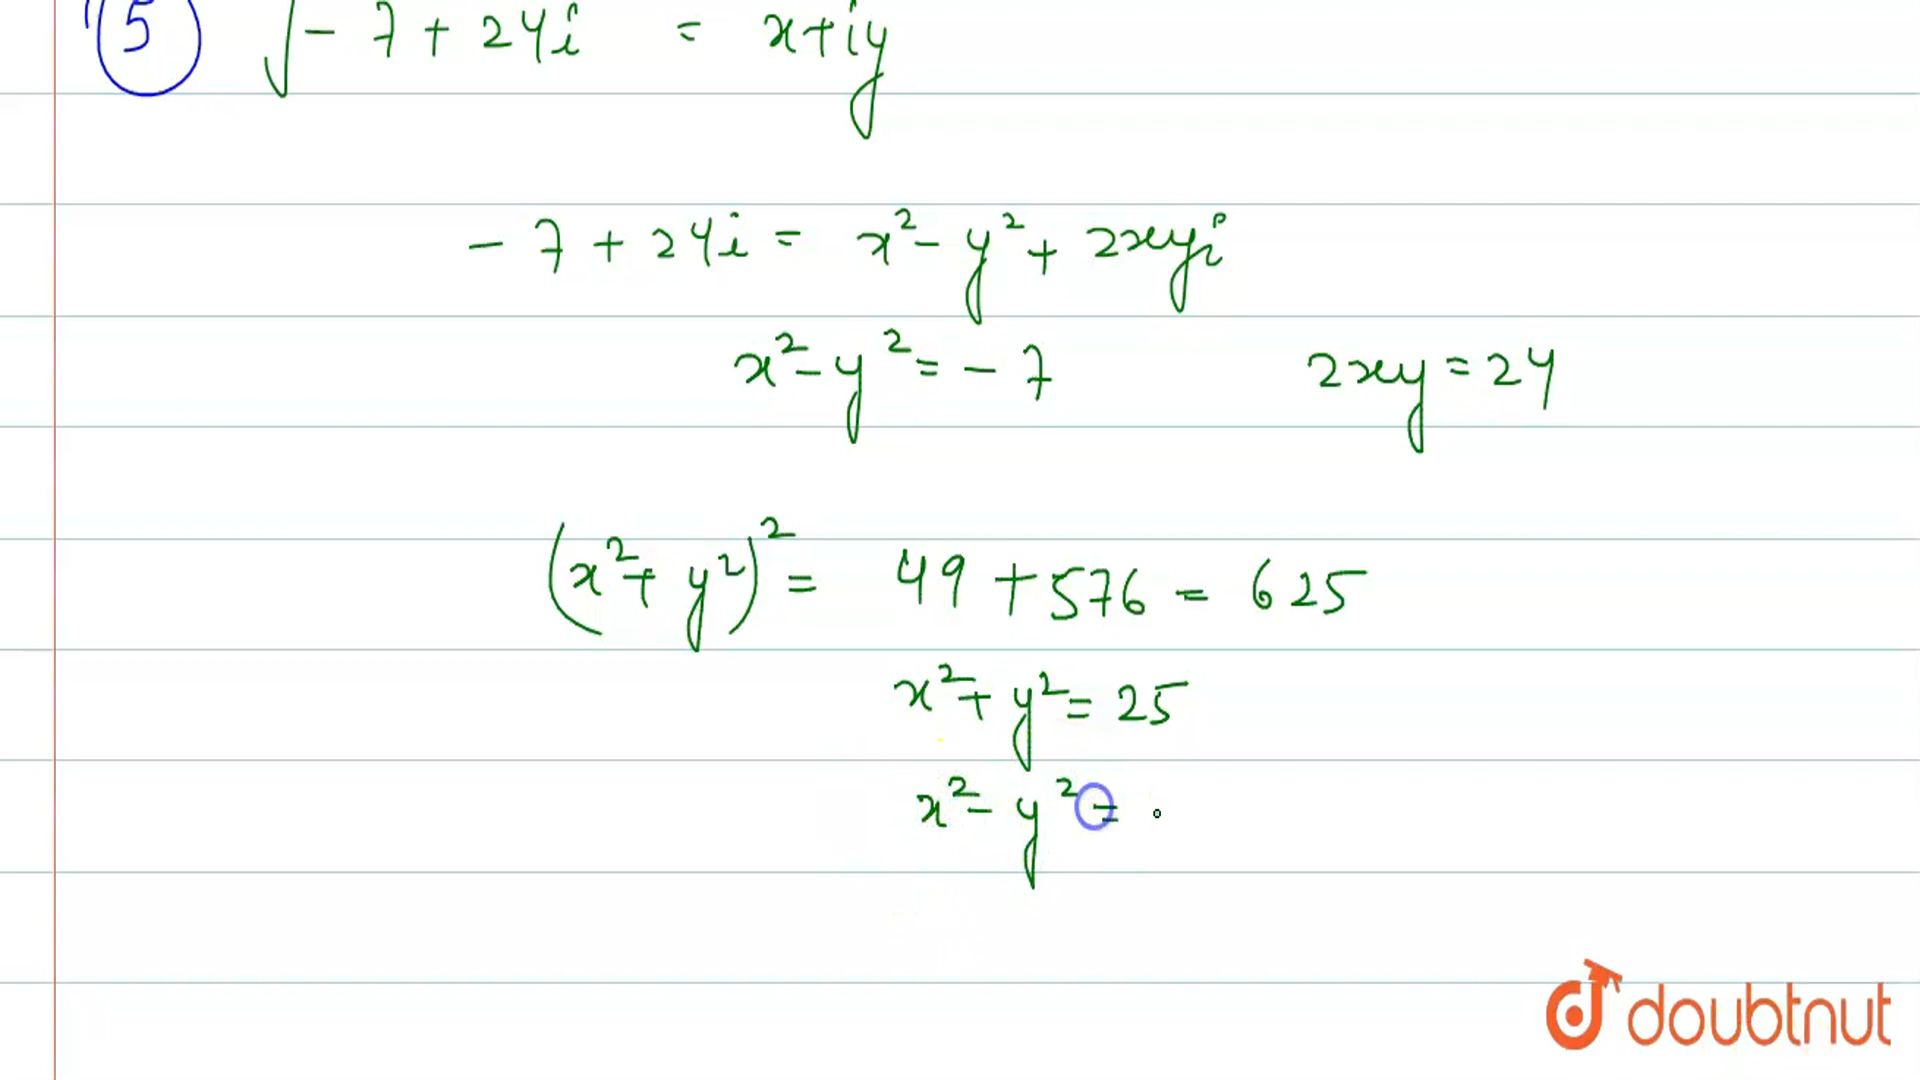 5 √-7+24i = x+iy
-7+24i = x²-y²+2xyi
x²-y²=-7 2xy=24
(x²+y²)² = 49+576=625
x²+y²=25
x²-y²=
doubtnut